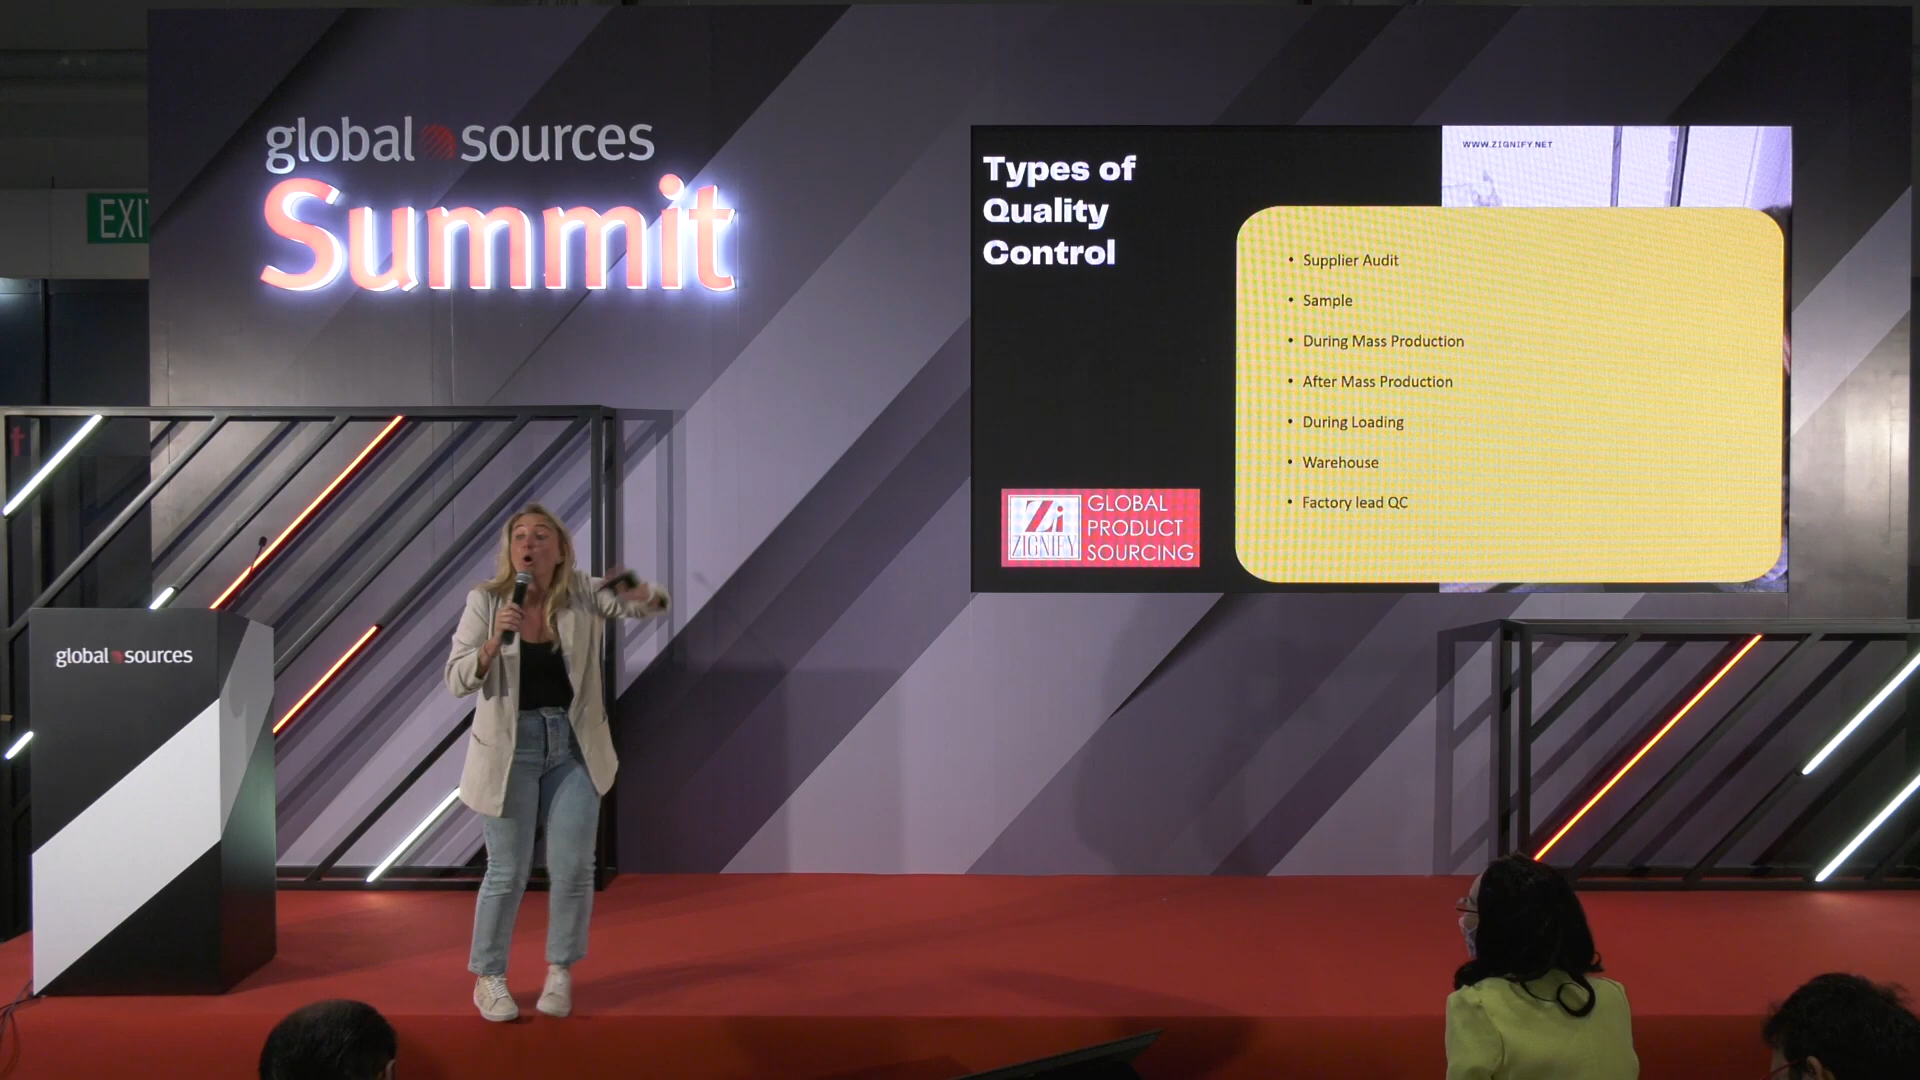 global sources
Summit
EXI
Types of
Quality
Control
WWW.ZIGNIFY.NET
• Supplier Audit
• Sample
• During Mass Production
• After Mass Production
• During Loading
• Warehouse
• Factory lead QC
Zi
ZIGNIFY
GLOBAL
PRODUCT
SOURCING
global sources
t